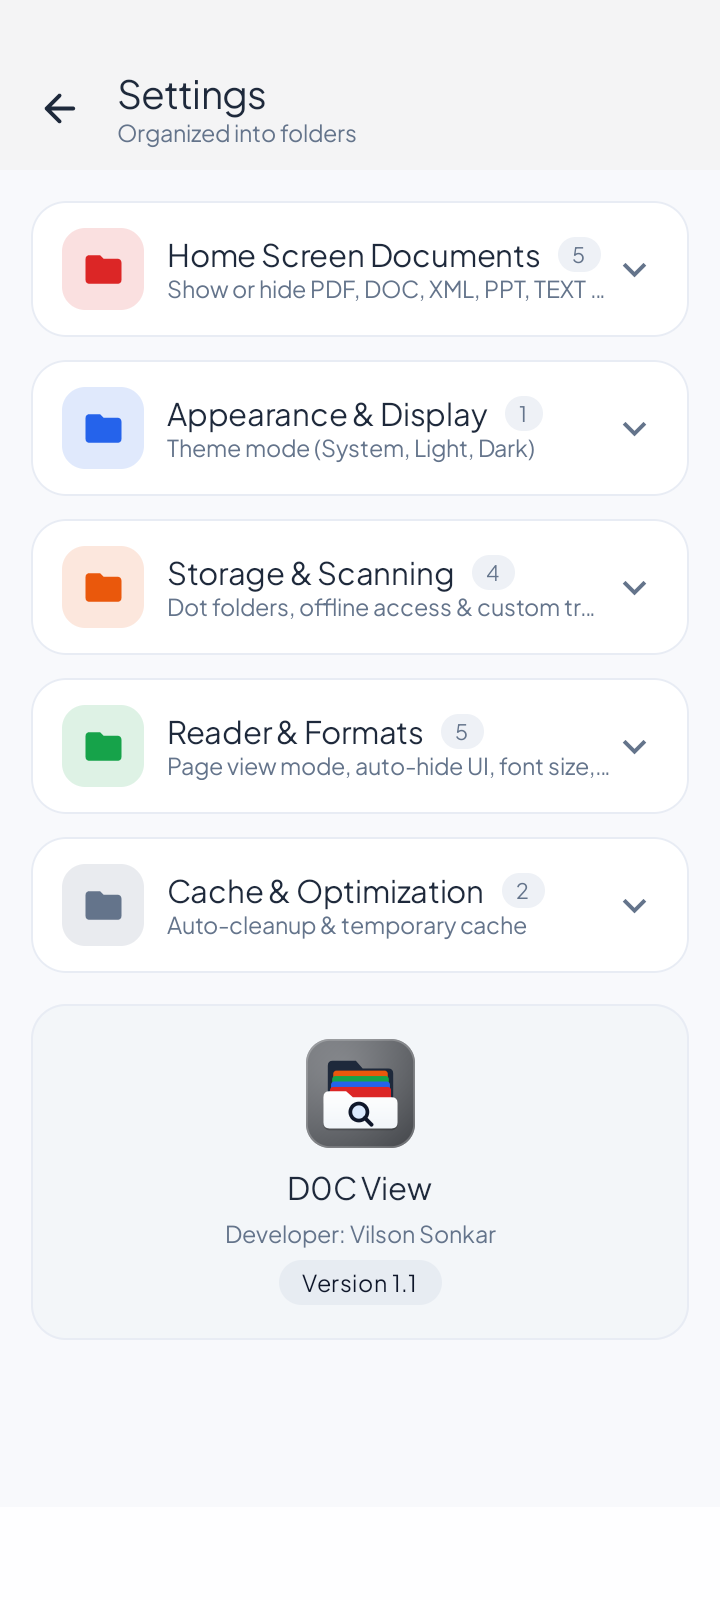 Settings
Organized into folders
Home Screen Documents 5
Show or hide PDF, DOC, XML, PPT, TEXT ...
Appearance & Display 1
Theme mode (System, Light, Dark)
Storage & Scanning 4
Dot folders, offline access & custom tr...
Reader & Formats 5
Page view mode, auto-hide UI, font size,...
Cache & Optimization 2
Auto-cleanup & temporary cache
D0C View
Developer: Vilson Sonkar
Version 1.1